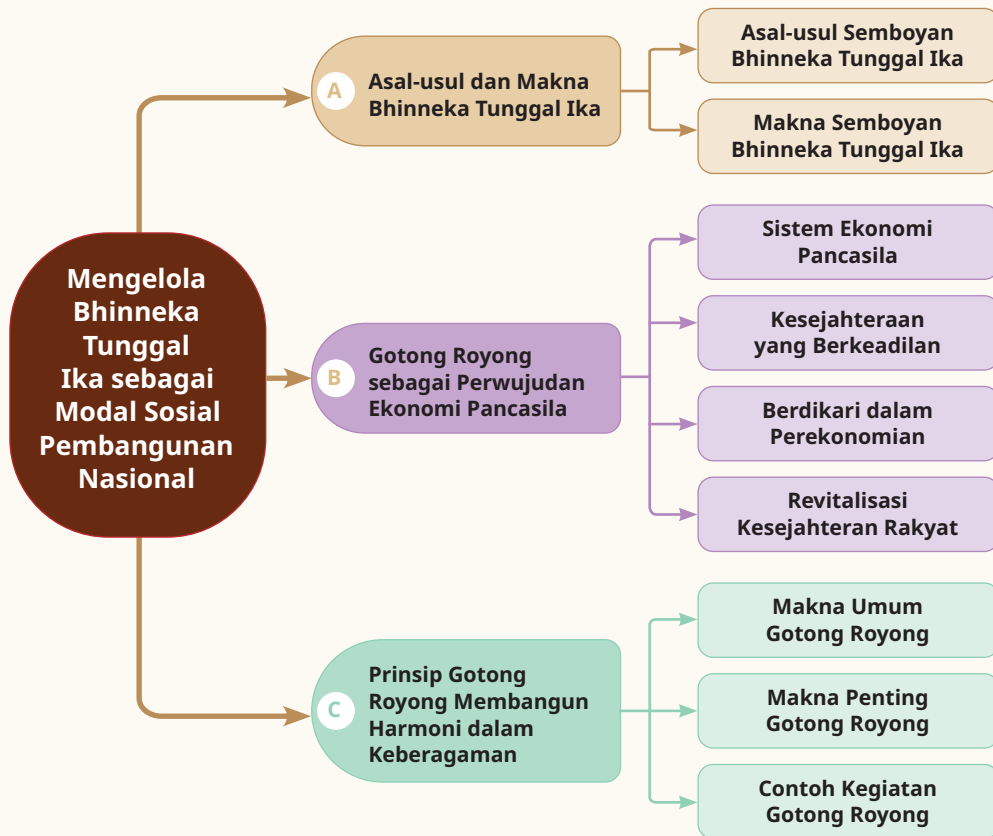 Mengelola
Bhinneka
Tunggal
Ika sebagai
Modal Sosial
Pembangunan
Nasional
A
Asal-usul dan Makna
Bhinneka Tunggal Ika
Asal-usul Semboyan
Bhinneka Tunggal Ika
Makna Semboyan
Bhinneka Tunggal Ika
B
Gotong Royong
sebagai Perwujudan
Ekonomi Pancasila
Sistem Ekonomi
Pancasila
Kesejahteraan
yang Berkeadilan
Berdikari dalam
Perekonomian
Revitalisasi
Kesejahteran Rakyat
C
Prinsip Gotong
Royong Membangun
Harmoni dalam
Keberagaman
Makna Umum
Gotong Royong
Makna Penting
Gotong Royong
Contoh Kegiatan
Gotong Royong